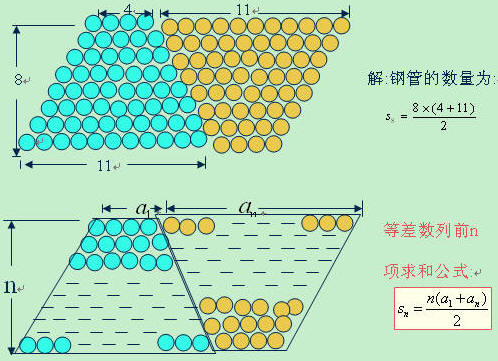 4
11
8
11
解:钢管的数量为:
s₈ = 8×(4+11) / 2
a₁
aₙ
n
等差数列前n
项求和公式:
sₙ = n(a₁+aₙ) / 2